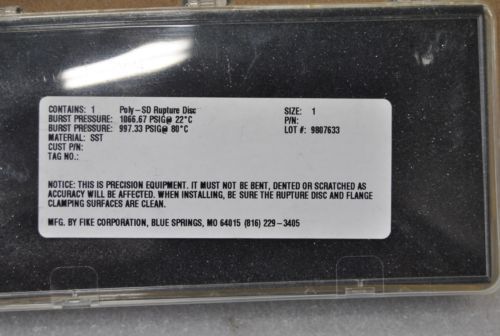 CONTAINS: 1 Poly-SD Rupture Disc SIZE: 1
BURST PRESSURE: 1066.67 PSIG@ 22°C P/N:
BURST PRESSURE: 997.33 PSIG@ 80°C LOT #: 9807633
MATERIAL: SST
CUST P/N:
TAG NO.:
NOTICE: THIS IS PRECISION EQUIPMENT. IT MUST NOT BE BENT, DENTED OR SCRATCHED AS
ACCURACY WILL BE AFFECTED. WHEN INSTALLING, BE SURE THE RUPTURE DISC AND FLANGE
CLAMPING SURFACES ARE CLEAN.
MFG. BY FIKE CORPORATION, BLUE SPRINGS, MO 64015 (816) 229-3405